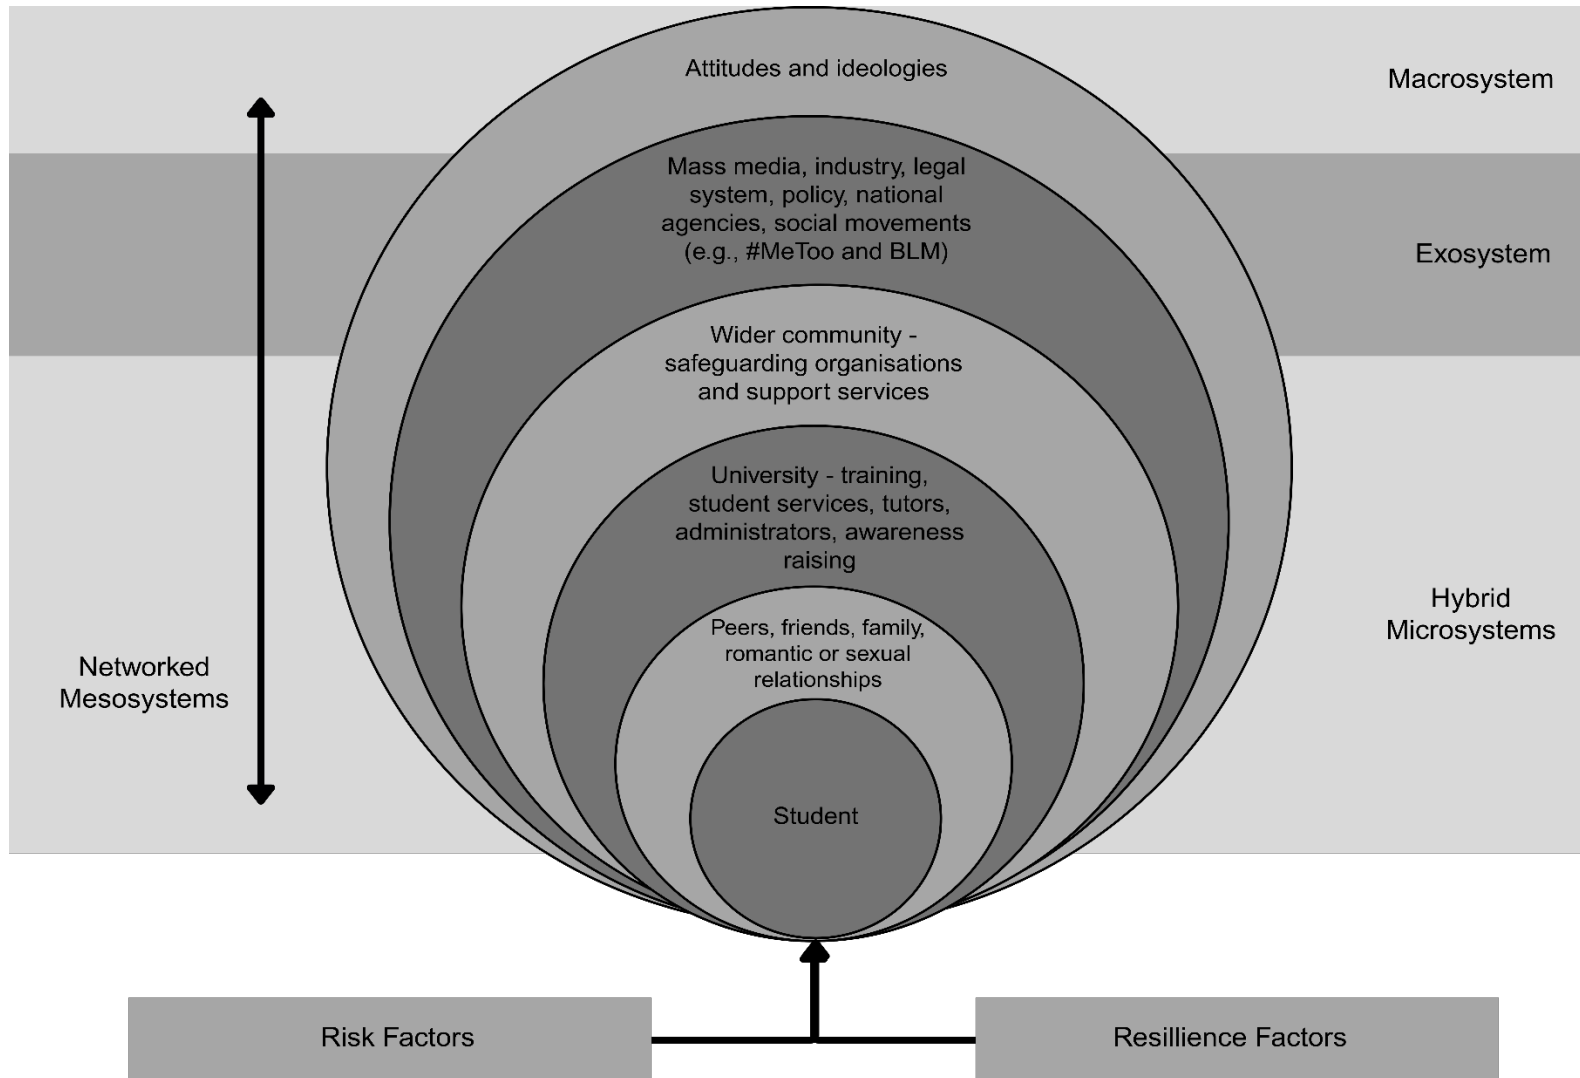 Attitudes and ideologies
Macrosystem
Mass media, industry, legal
system, policy, national
agencies, social movements
(e.g., #MeToo and BLM)
Exosystem
Wider community -
safeguarding organisations
and support services
University - training,
student services, tutors,
administrators, awareness
raising
Hybrid
Microsystems
Peers, friends, family,
romantic or sexual
relationships
Networked
Mesosystems
Student
Risk Factors
Resillience Factors